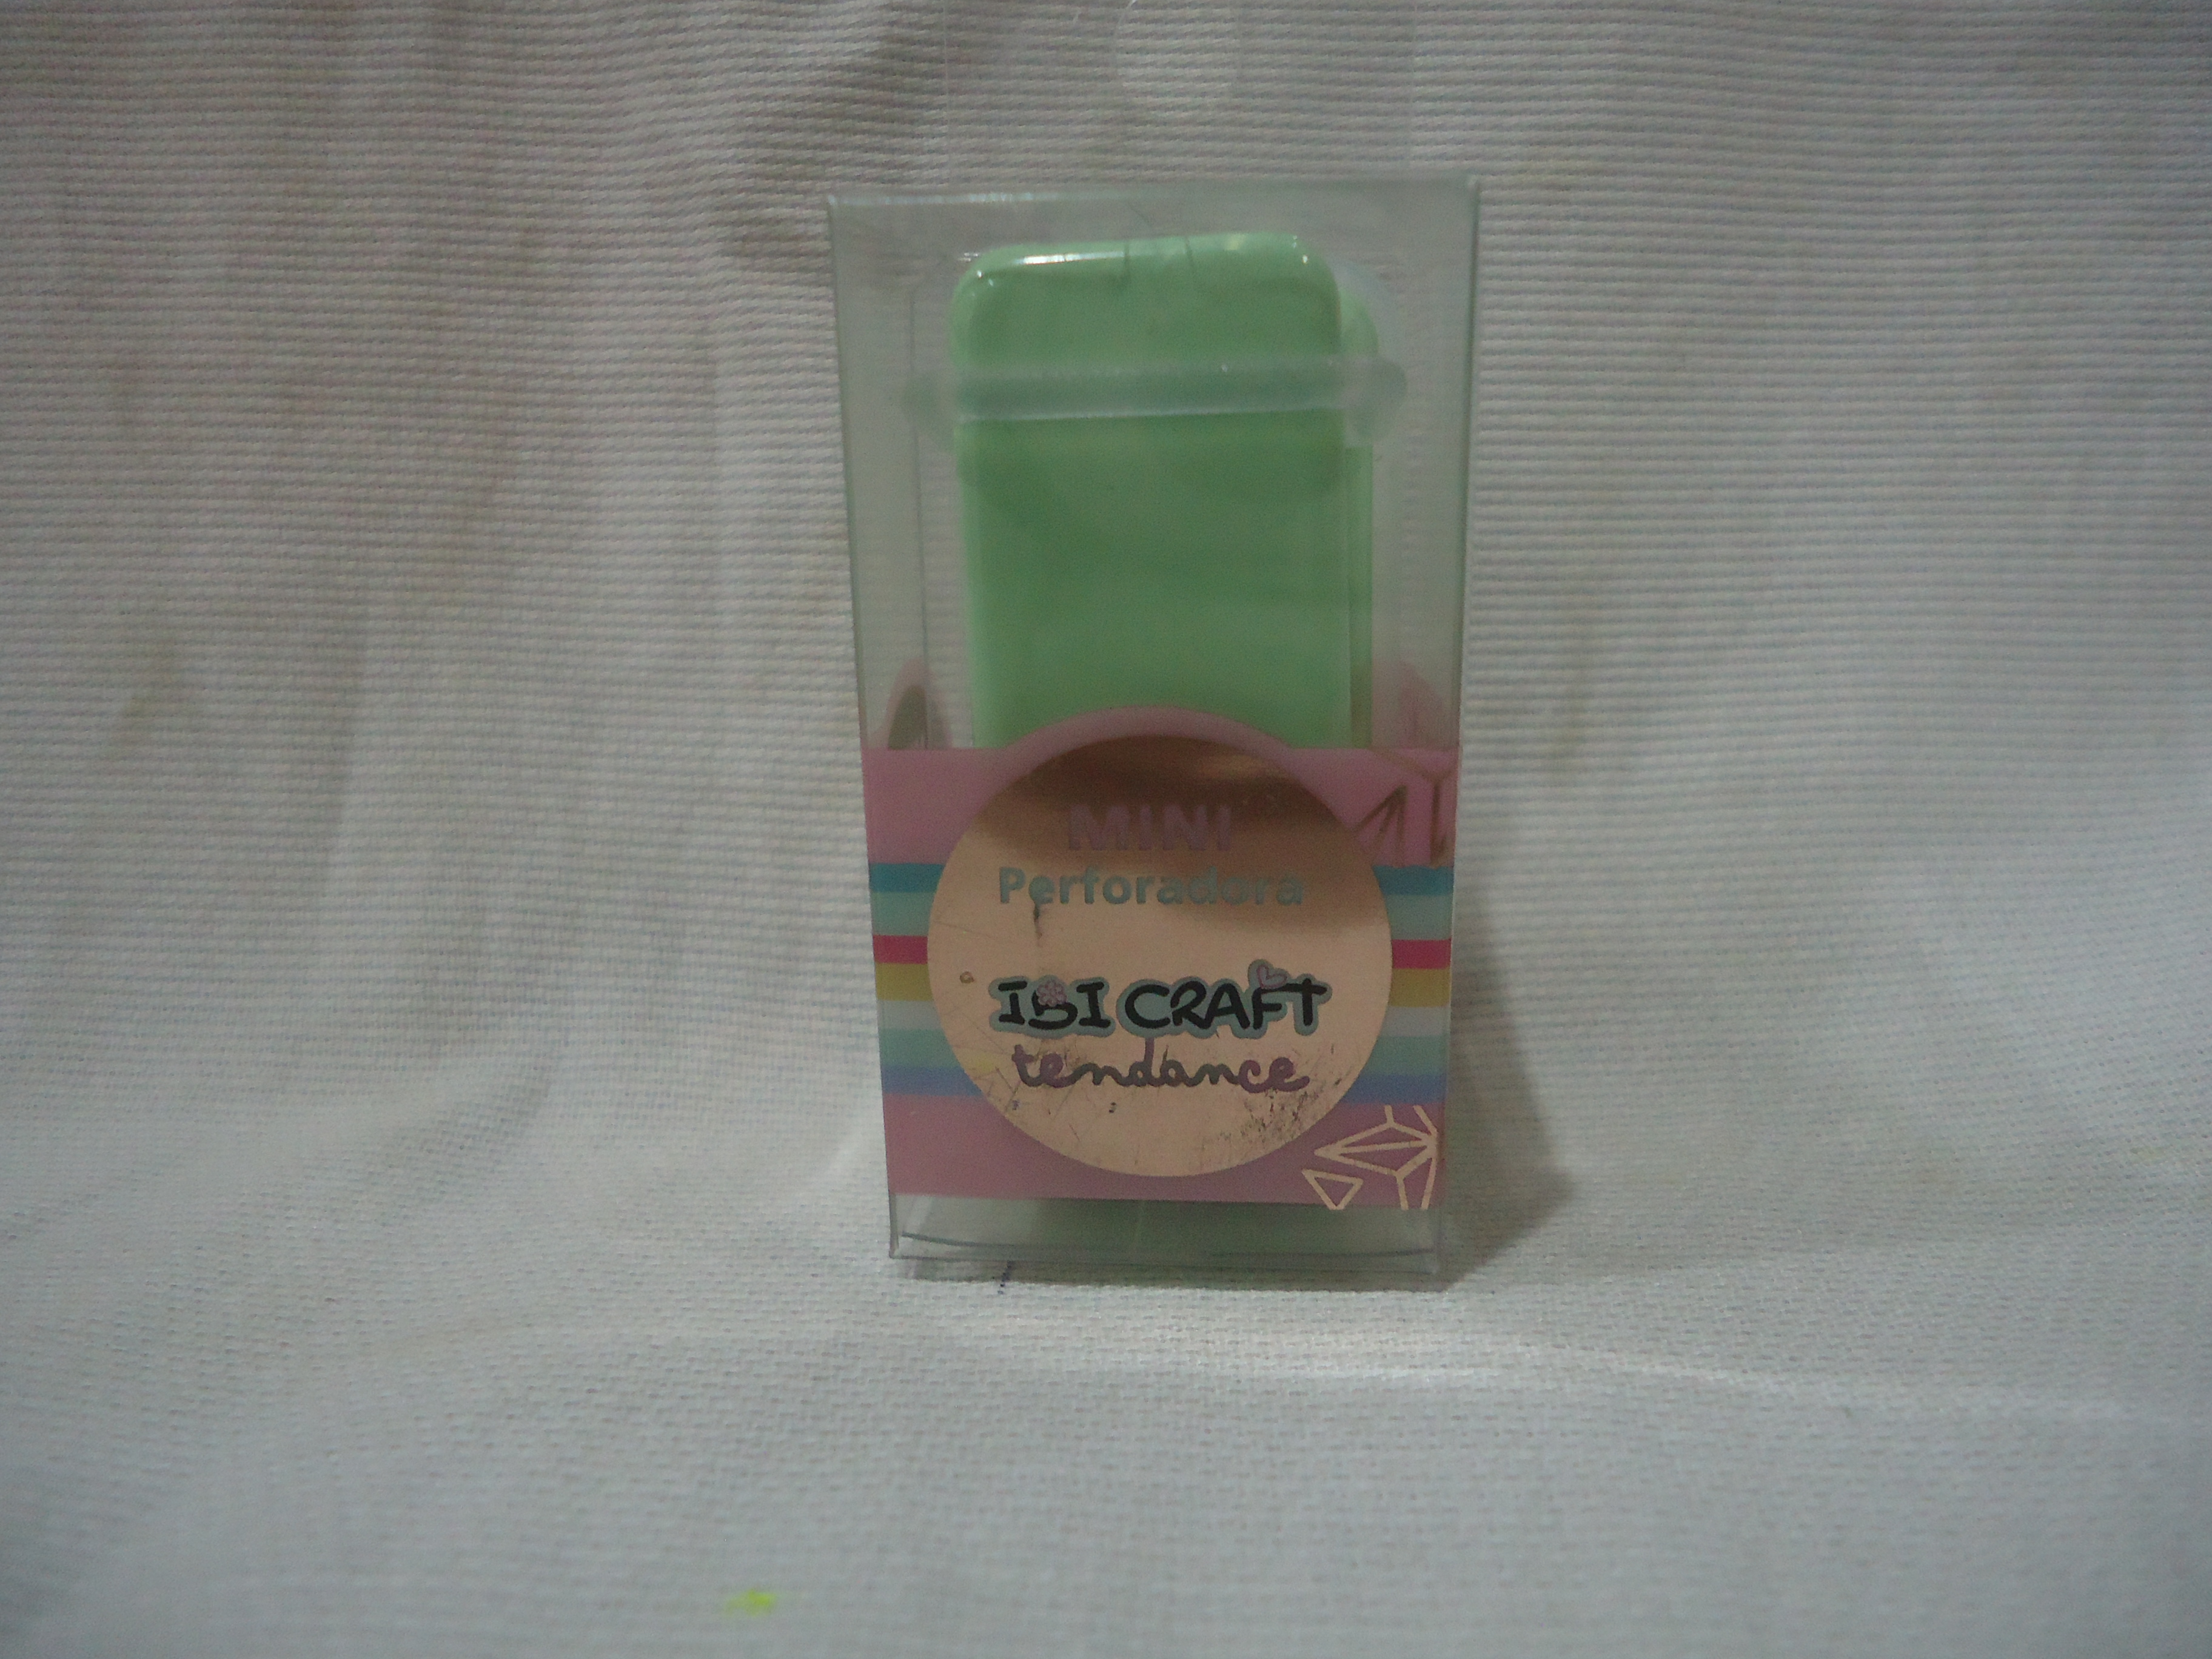 MINI
Perforadora
IBI CRAFT
tendance